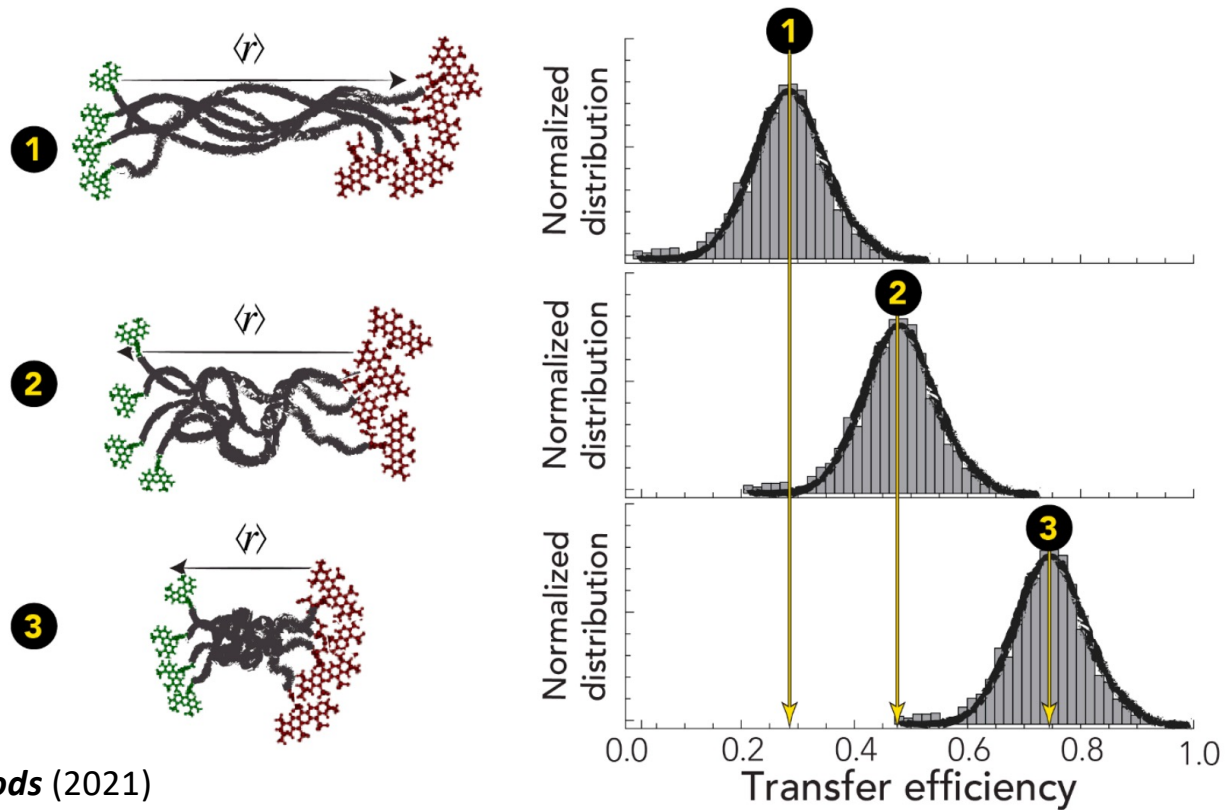 1
⟨r⟩
2
⟨r⟩
3
⟨r⟩
Normalized
distribution
1
Normalized
distribution
2
Normalized
distribution
3
0.0 0.2 0.4 0.6 0.8 1.0
Transfer efficiency
(2021)